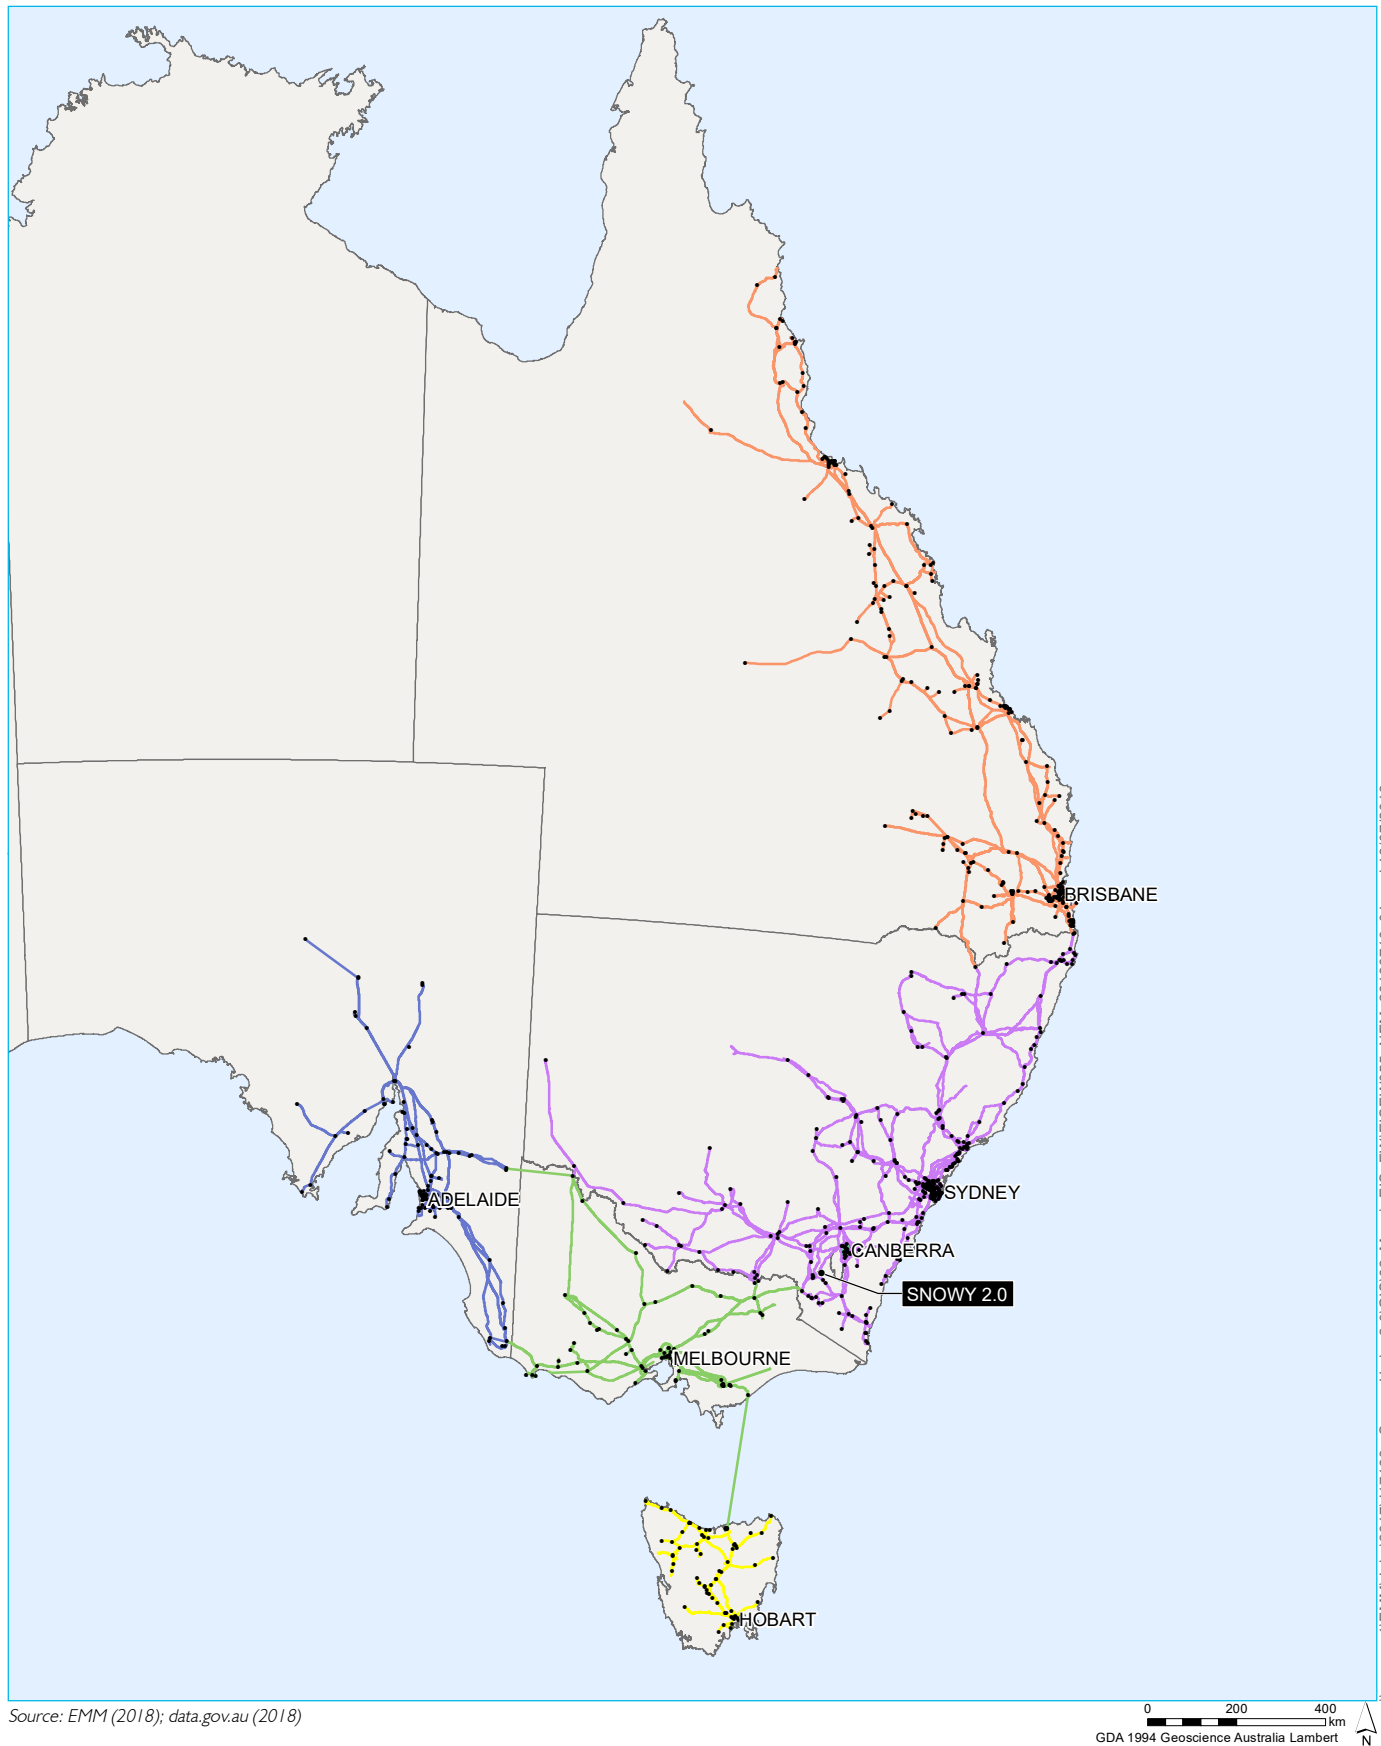 BRISBANE
ADELAIDE
SYDNEY
CANBERRA
SNOWY 2.0
MELBOURNE
HOBART
Source: EMM (2018); data.gov.au (2018)
0 200 400
km
GDA 1994 Geoscience Australia Lambert
N